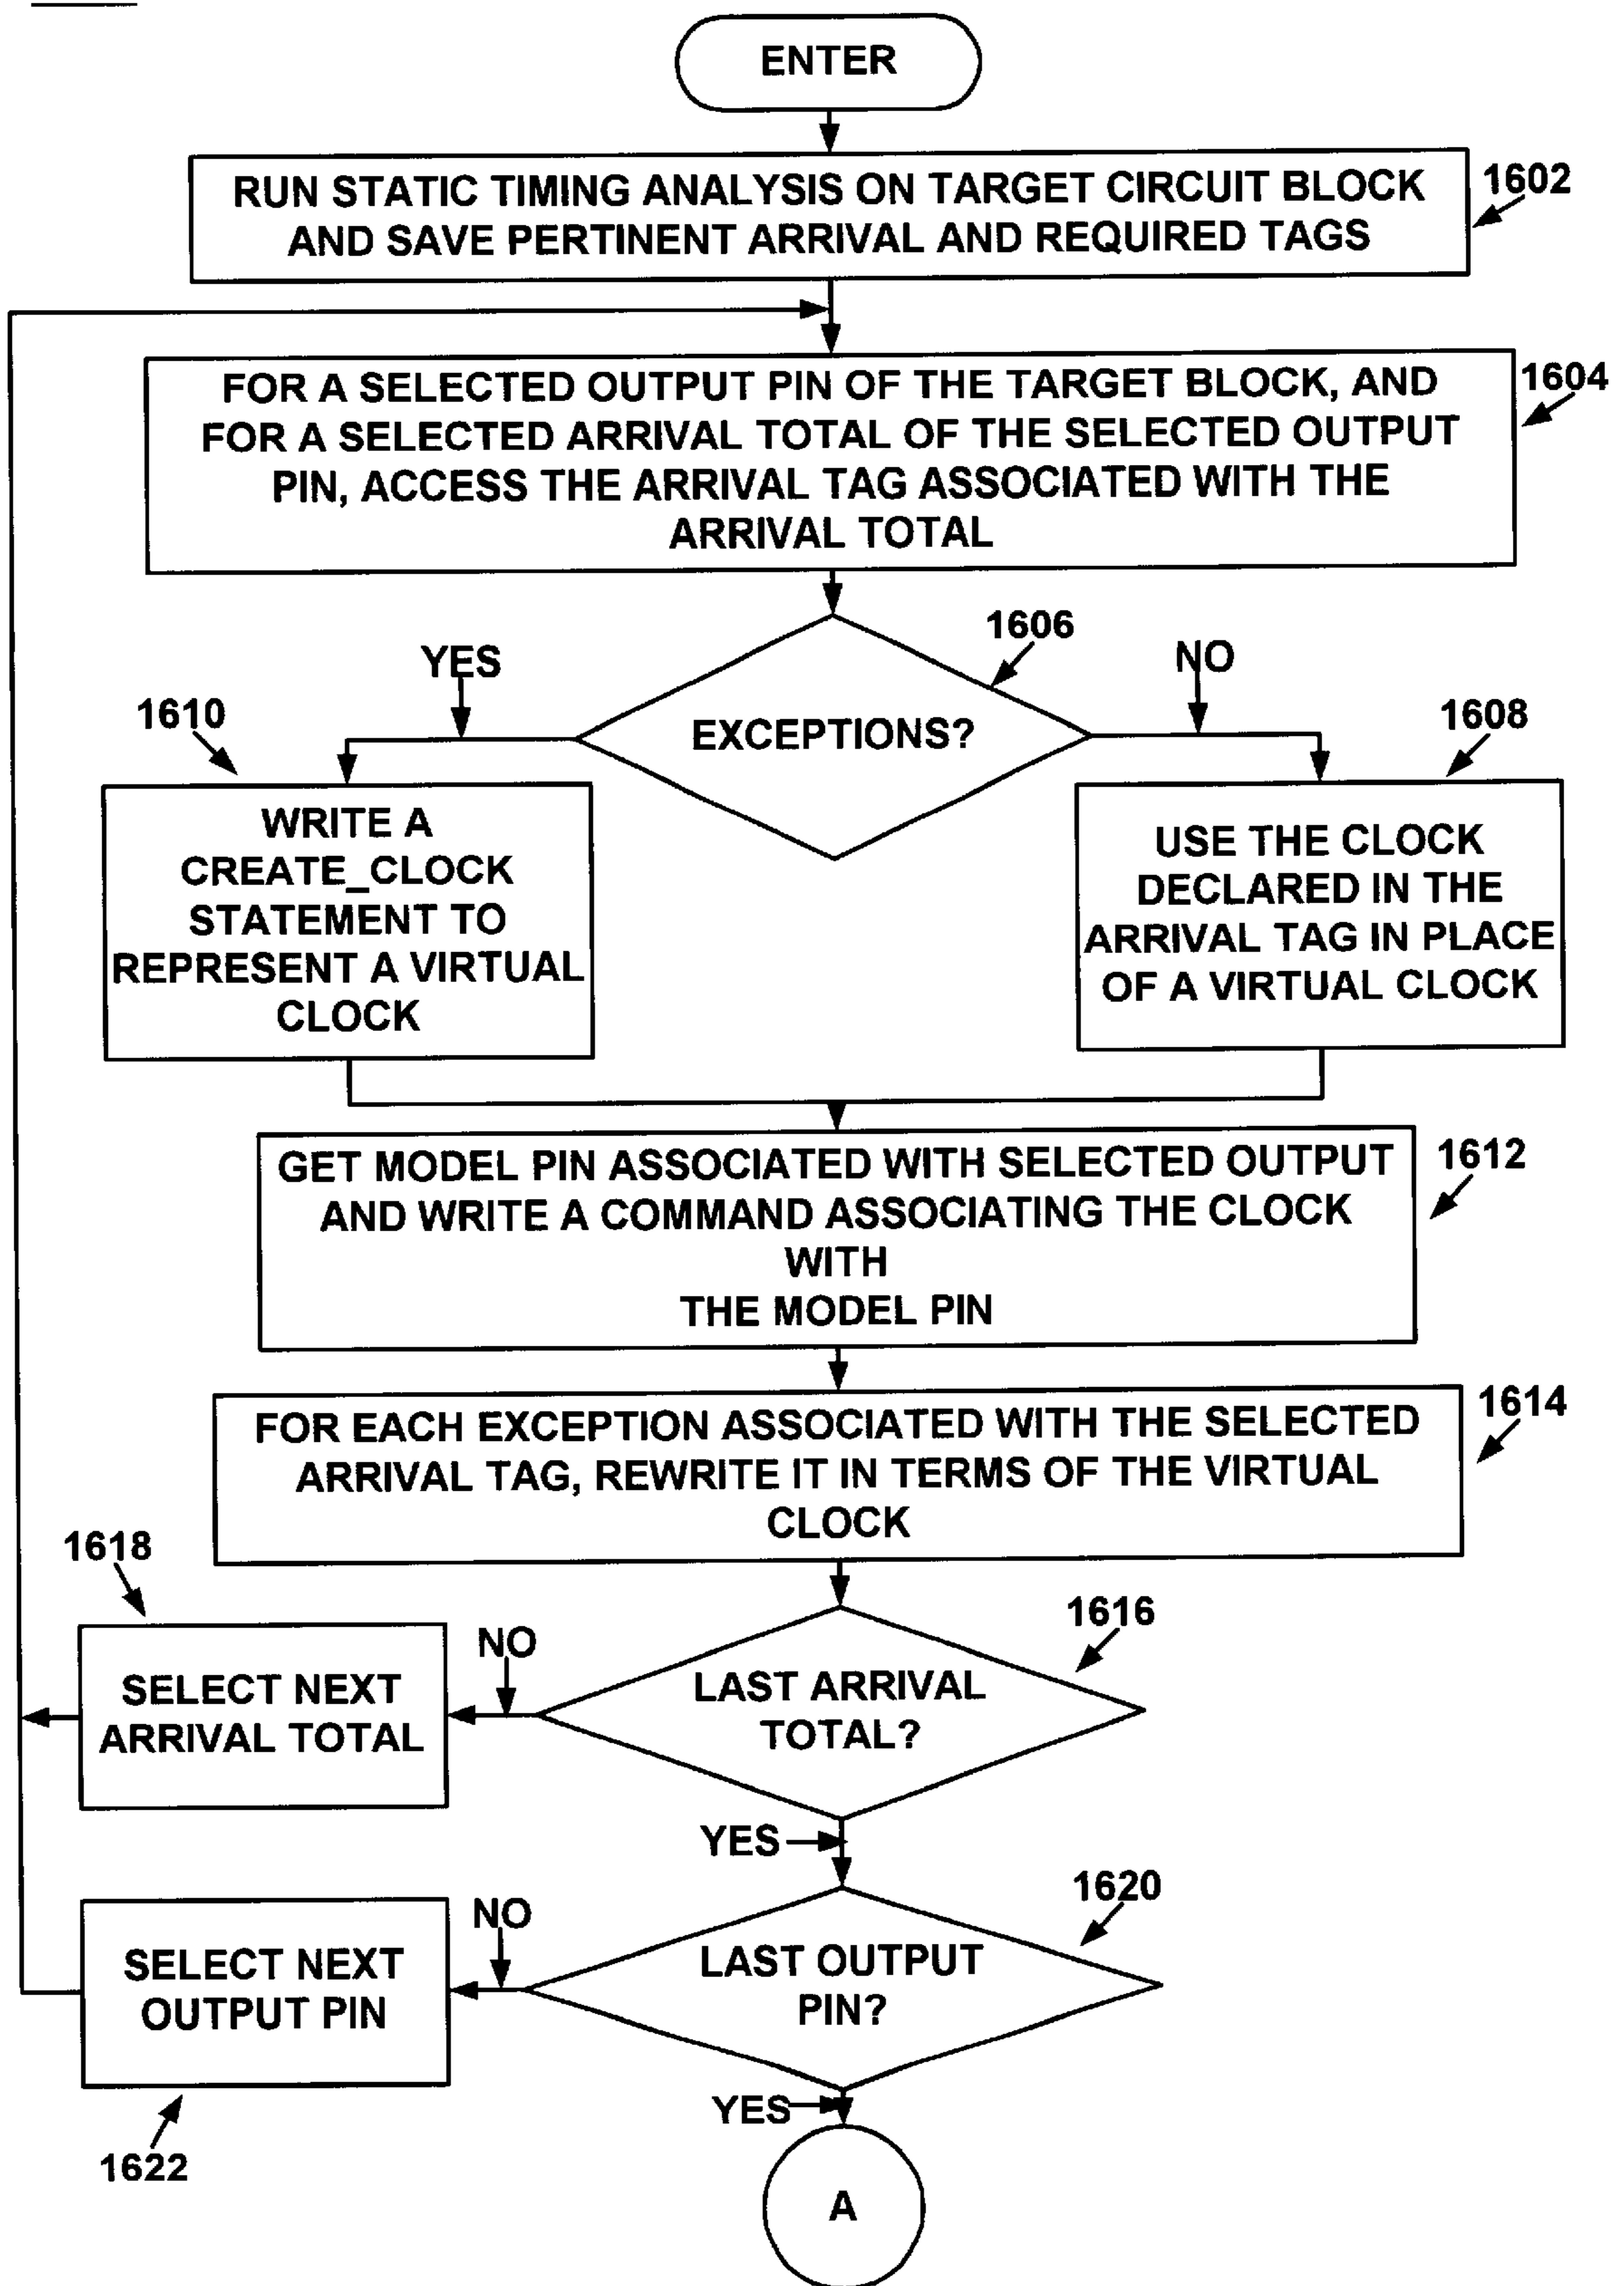 ENTER
RUN STATIC TIMING ANALYSIS ON TARGET CIRCUIT BLOCK
AND SAVE PERTINENT ARRIVAL AND REQUIRED TAGS
1602
FOR A SELECTED OUTPUT PIN OF THE TARGET BLOCK, AND
FOR A SELECTED ARRIVAL TOTAL OF THE SELECTED OUTPUT
PIN, ACCESS THE ARRIVAL TAG ASSOCIATED WITH THE
ARRIVAL TOTAL
1604
EXCEPTIONS?
1606
YES
NO
1610
WRITE A
CREATE_CLOCK
STATEMENT TO
REPRESENT A VIRTUAL
CLOCK
1608
USE THE CLOCK
DECLARED IN THE
ARRIVAL TAG IN PLACE
OF A VIRTUAL CLOCK
GET MODEL PIN ASSOCIATED WITH SELECTED OUTPUT
AND WRITE A COMMAND ASSOCIATING THE CLOCK
WITH
THE MODEL PIN
1612
FOR EACH EXCEPTION ASSOCIATED WITH THE SELECTED
ARRIVAL TAG, REWRITE IT IN TERMS OF THE VIRTUAL
CLOCK
1614
1618
SELECT NEXT
ARRIVAL TOTAL
NO
LAST ARRIVAL
TOTAL?
1616
YES
SELECT NEXT
OUTPUT PIN
1622
NO
LAST OUTPUT
PIN?
1620
YES
A